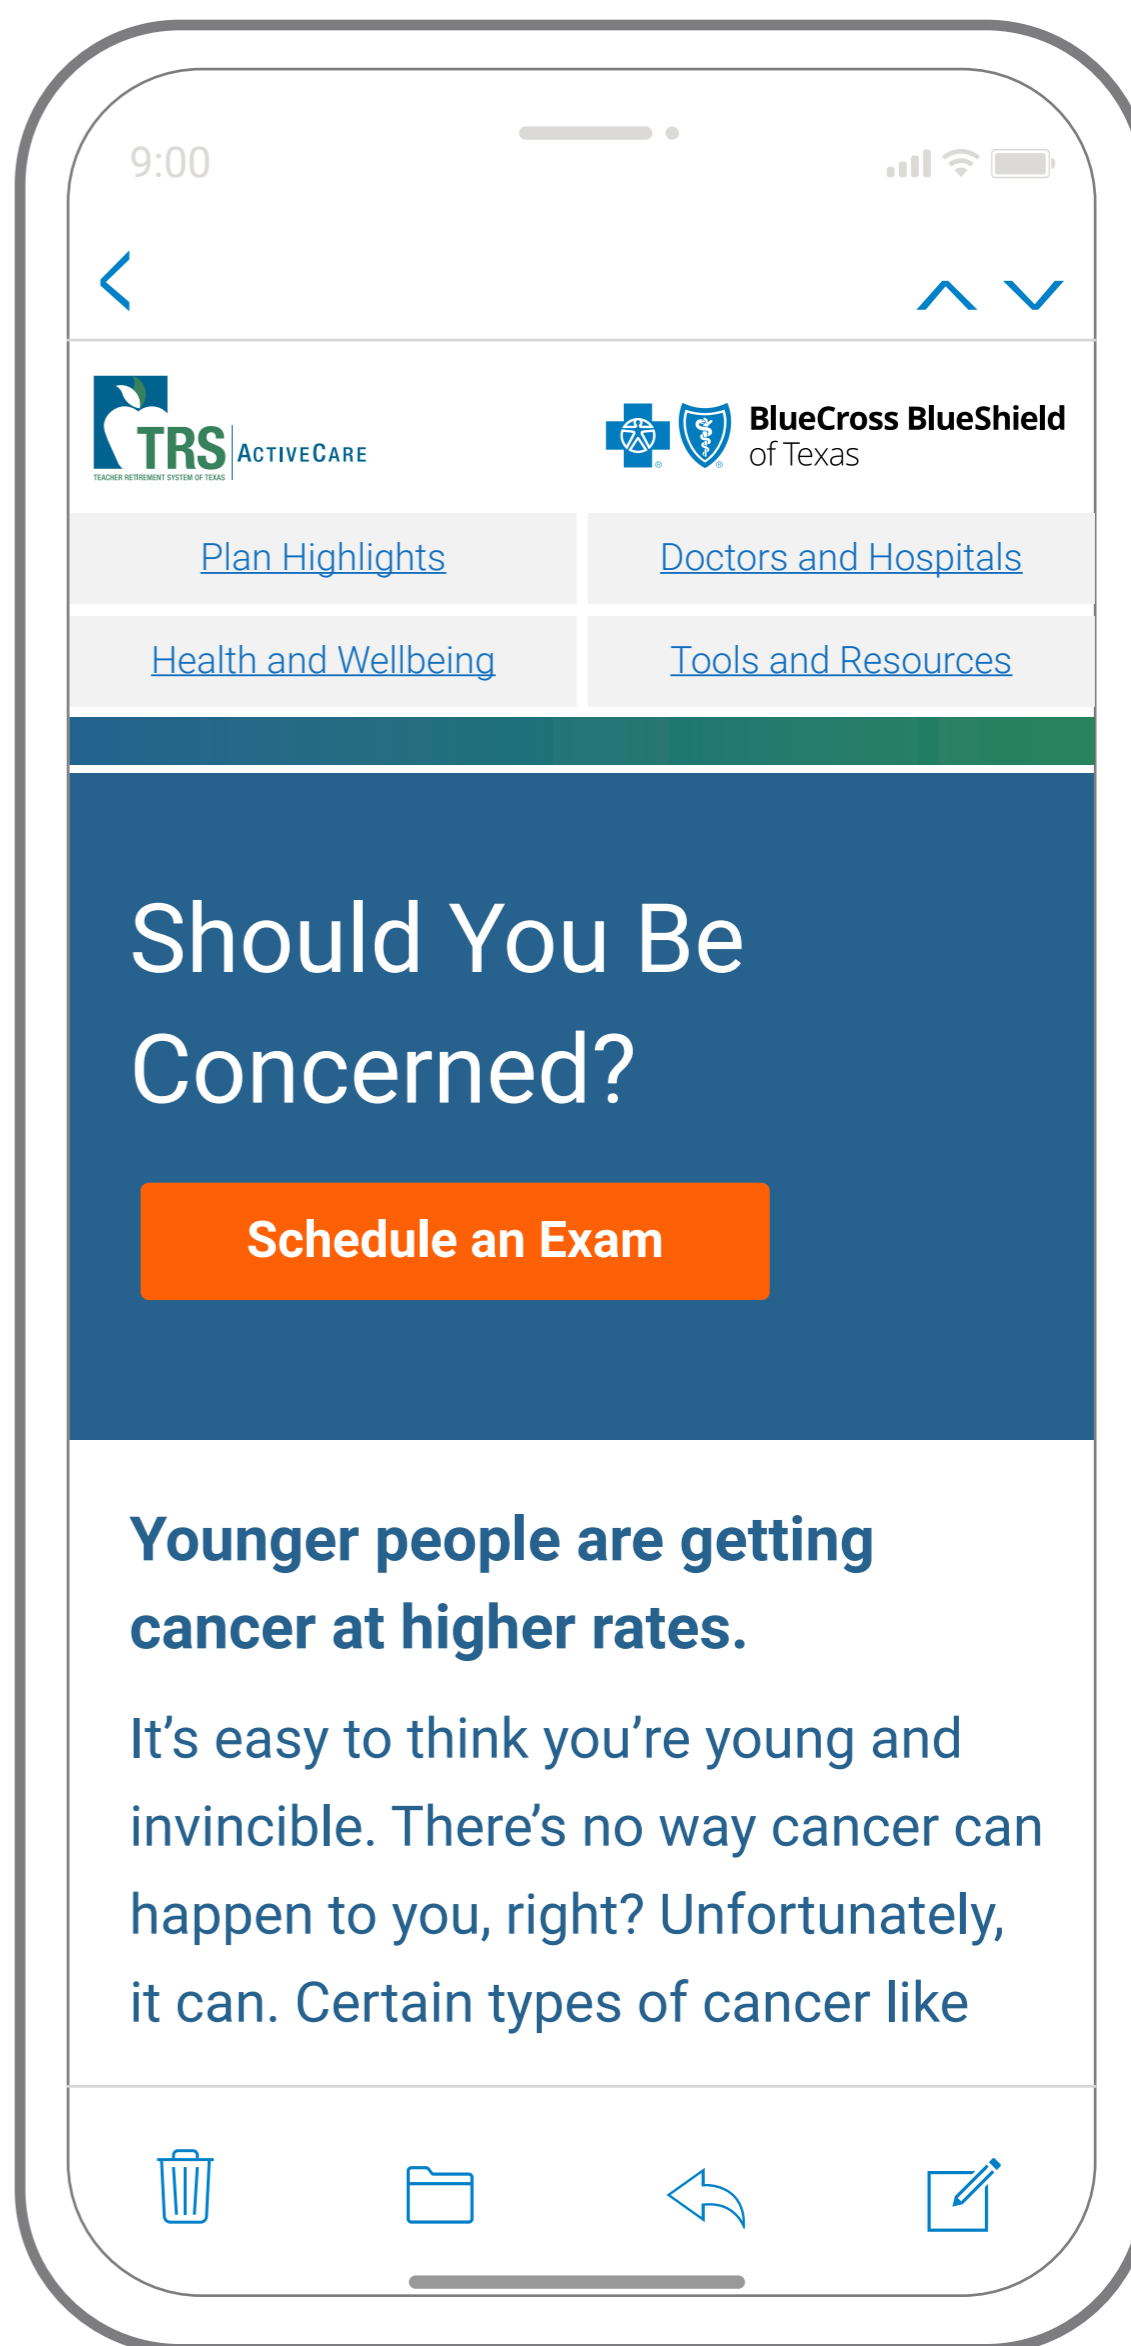 9:00
TRS ACTIVECARE
TEACHER RETIREMENT SYSTEM OF TEXAS
BlueCross BlueShield
of Texas
Plan Highlights
Doctors and Hospitals
Health and Wellbeing
Tools and Resources
Should You Be
Concerned?
Schedule an Exam
Younger people are getting
cancer at higher rates.
It’s easy to think you’re young and
invincible. There’s no way cancer can
happen to you, right? Unfortunately,
it can. Certain types of cancer like